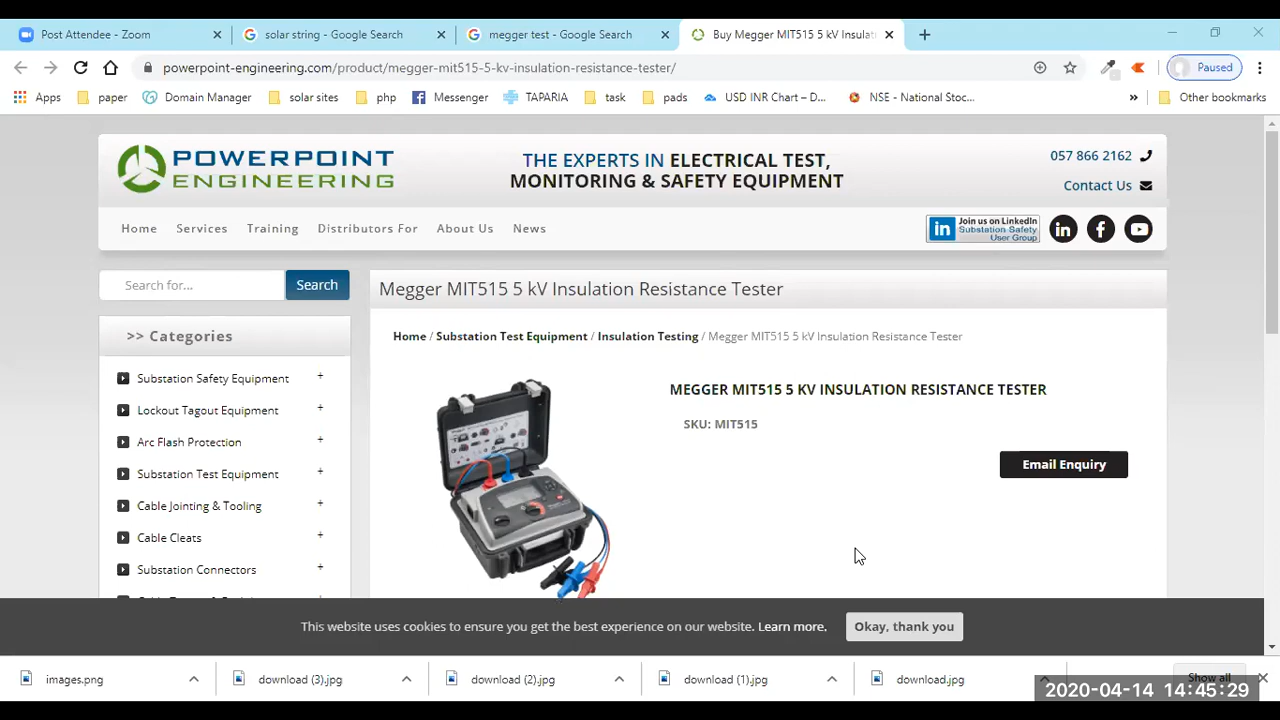 Post Attendee - Zoom
solar string - Google Search
megger test - Google Search
Buy Megger MIT515 5 kV Insulat
powerpoint-engineering.com/product/megger-mit515-5-kv-insulation-resistance-tester/
Paused
Apps
paper
Domain Manager
solar sites
php
Messenger
TAPARIA
task
pads
USD INR Chart – D...
NSE - National Stoc...
Other bookmarks
POWERPOINT
ENGINEERING
THE EXPERTS IN ELECTRICAL TEST,
MONITORING & SAFETY EQUIPMENT
057 866 2162
Contact Us
Home
Services
Training
Distributors For
About Us
News
Join us on LinkedIn
Substation Safety
User Group
Search for...
Search
Megger MIT515 5 kV Insulation Resistance Tester
>> Categories
Home / Substation Test Equipment / Insulation Testing / Megger MIT515 5 kV Insulation Resistance Tester
Substation Safety Equipment +
Lockout Tagout Equipment +
Arc Flash Protection +
Substation Test Equipment +
Cable Jointing & Tooling +
Cable Cleats +
Substation Connectors +
MEGGER MIT515 5 KV INSULATION RESISTANCE TESTER
SKU: MIT515
Email Enquiry
This website uses cookies to ensure you get the best experience on our website. Learn more.
Okay, thank you
images.png
download (3).jpg
download (2).jpg
download (1).jpg
download.jpg
Show all
2020-04-14 14:45:29